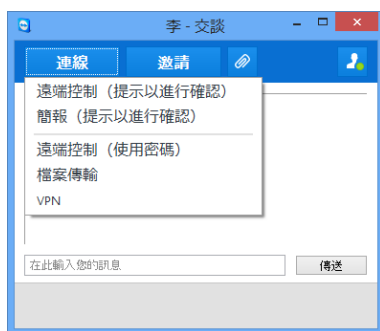 李 - 交談
連線 邀請
遠端控制（提示以進行確認）
簡報（提示以進行確認）
遠端控制（使用密碼）
檔案傳輸
VPN
在此輸入您的訊息 傳送